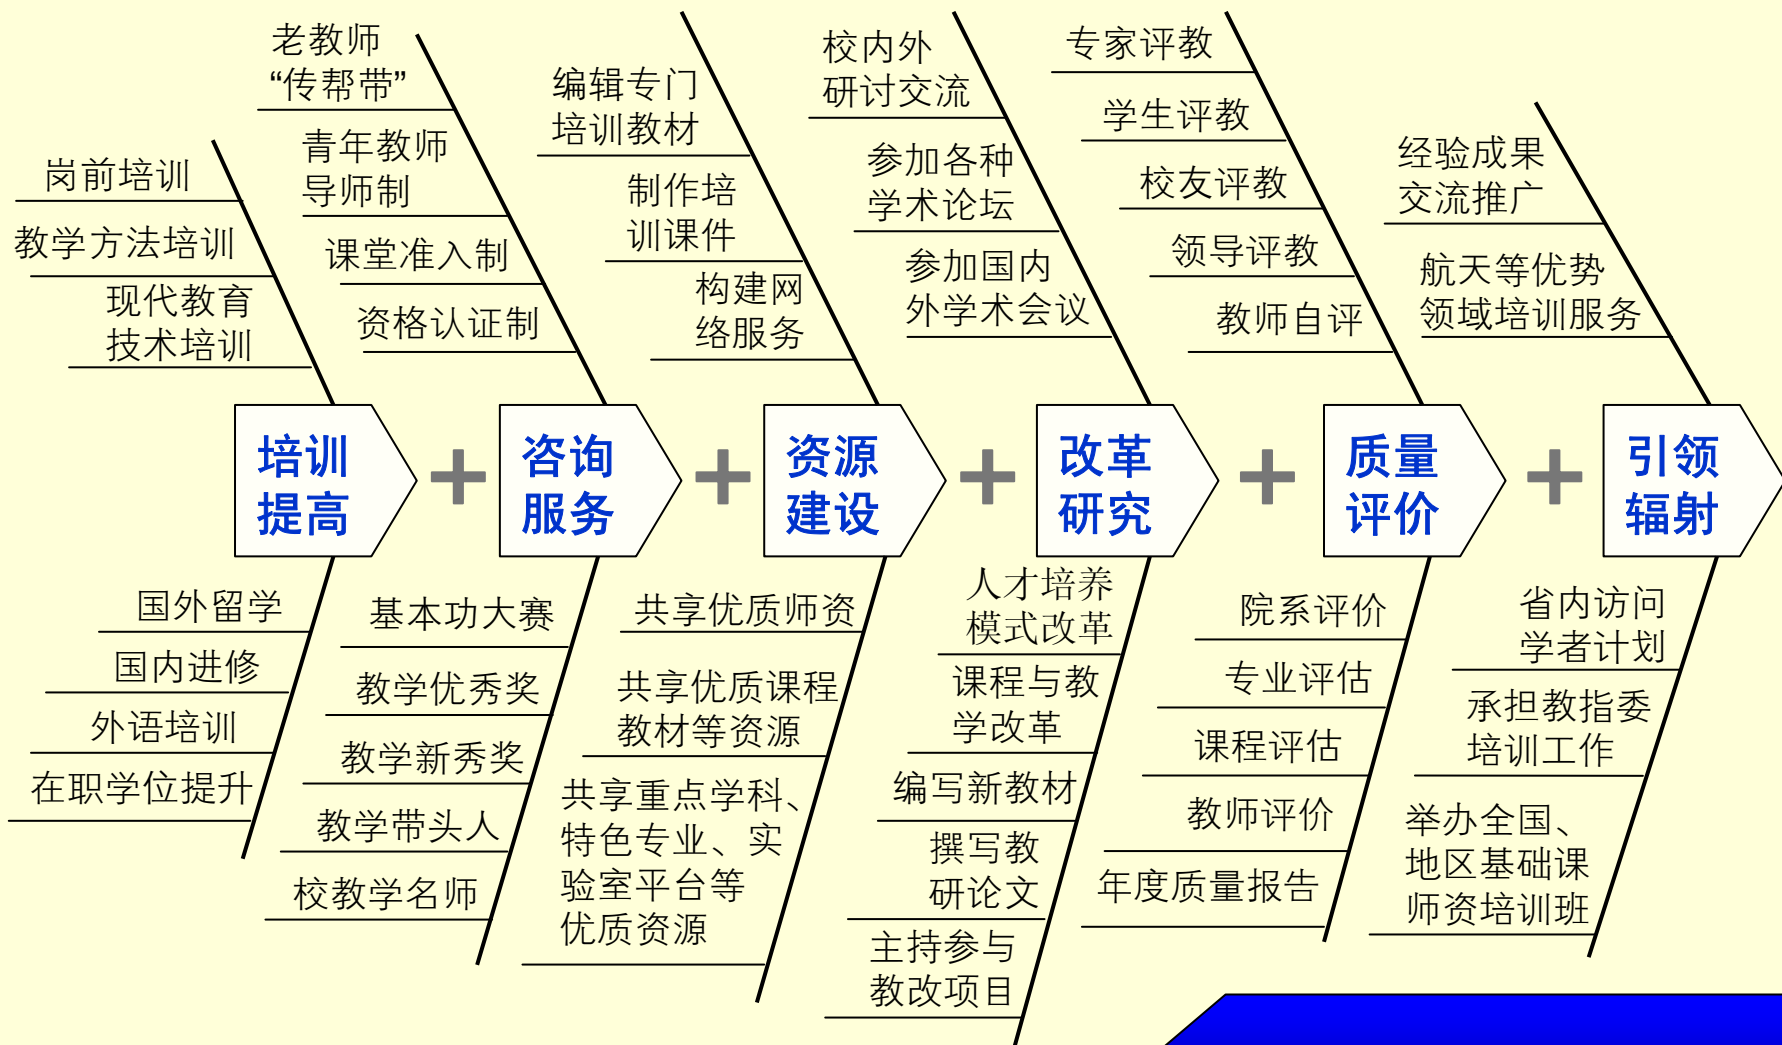 岗前培训
教学方法培训
现代教育
技术培训
老教师
“传帮带”
青年教师
导师制
课堂准入制
资格认证制
编辑专门
培训教材
制作培
训课件
构建网
络服务
校内外
研讨交流
参加各种
学术论坛
参加国内
外学术会议
专家评教
学生评教
校友评教
领导评教
教师自评
经验成果
交流推广
航天等优势
领域培训服务
培训
提高
+
咨询
服务
+
资源
建设
+
改革
研究
+
质量
评价
+
引领
辐射
国外留学
国内进修
外语培训
在职学位提升
基本功大赛
教学优秀奖
教学新秀奖
教学带头人
校教学名师
共享优质师资
共享优质课程
教材等资源
共享重点学科、
特色专业、实
验室平台等
优质资源
人才培养
模式改革
课程与教
学改革
编写新教材
撰写教
研论文
主持参与
教改项目
院系评价
专业评估
课程评估
教师评价
年度质量报告
省内访问
学者计划
承担教指委
培训工作
举办全国、
地区基础课
师资培训班